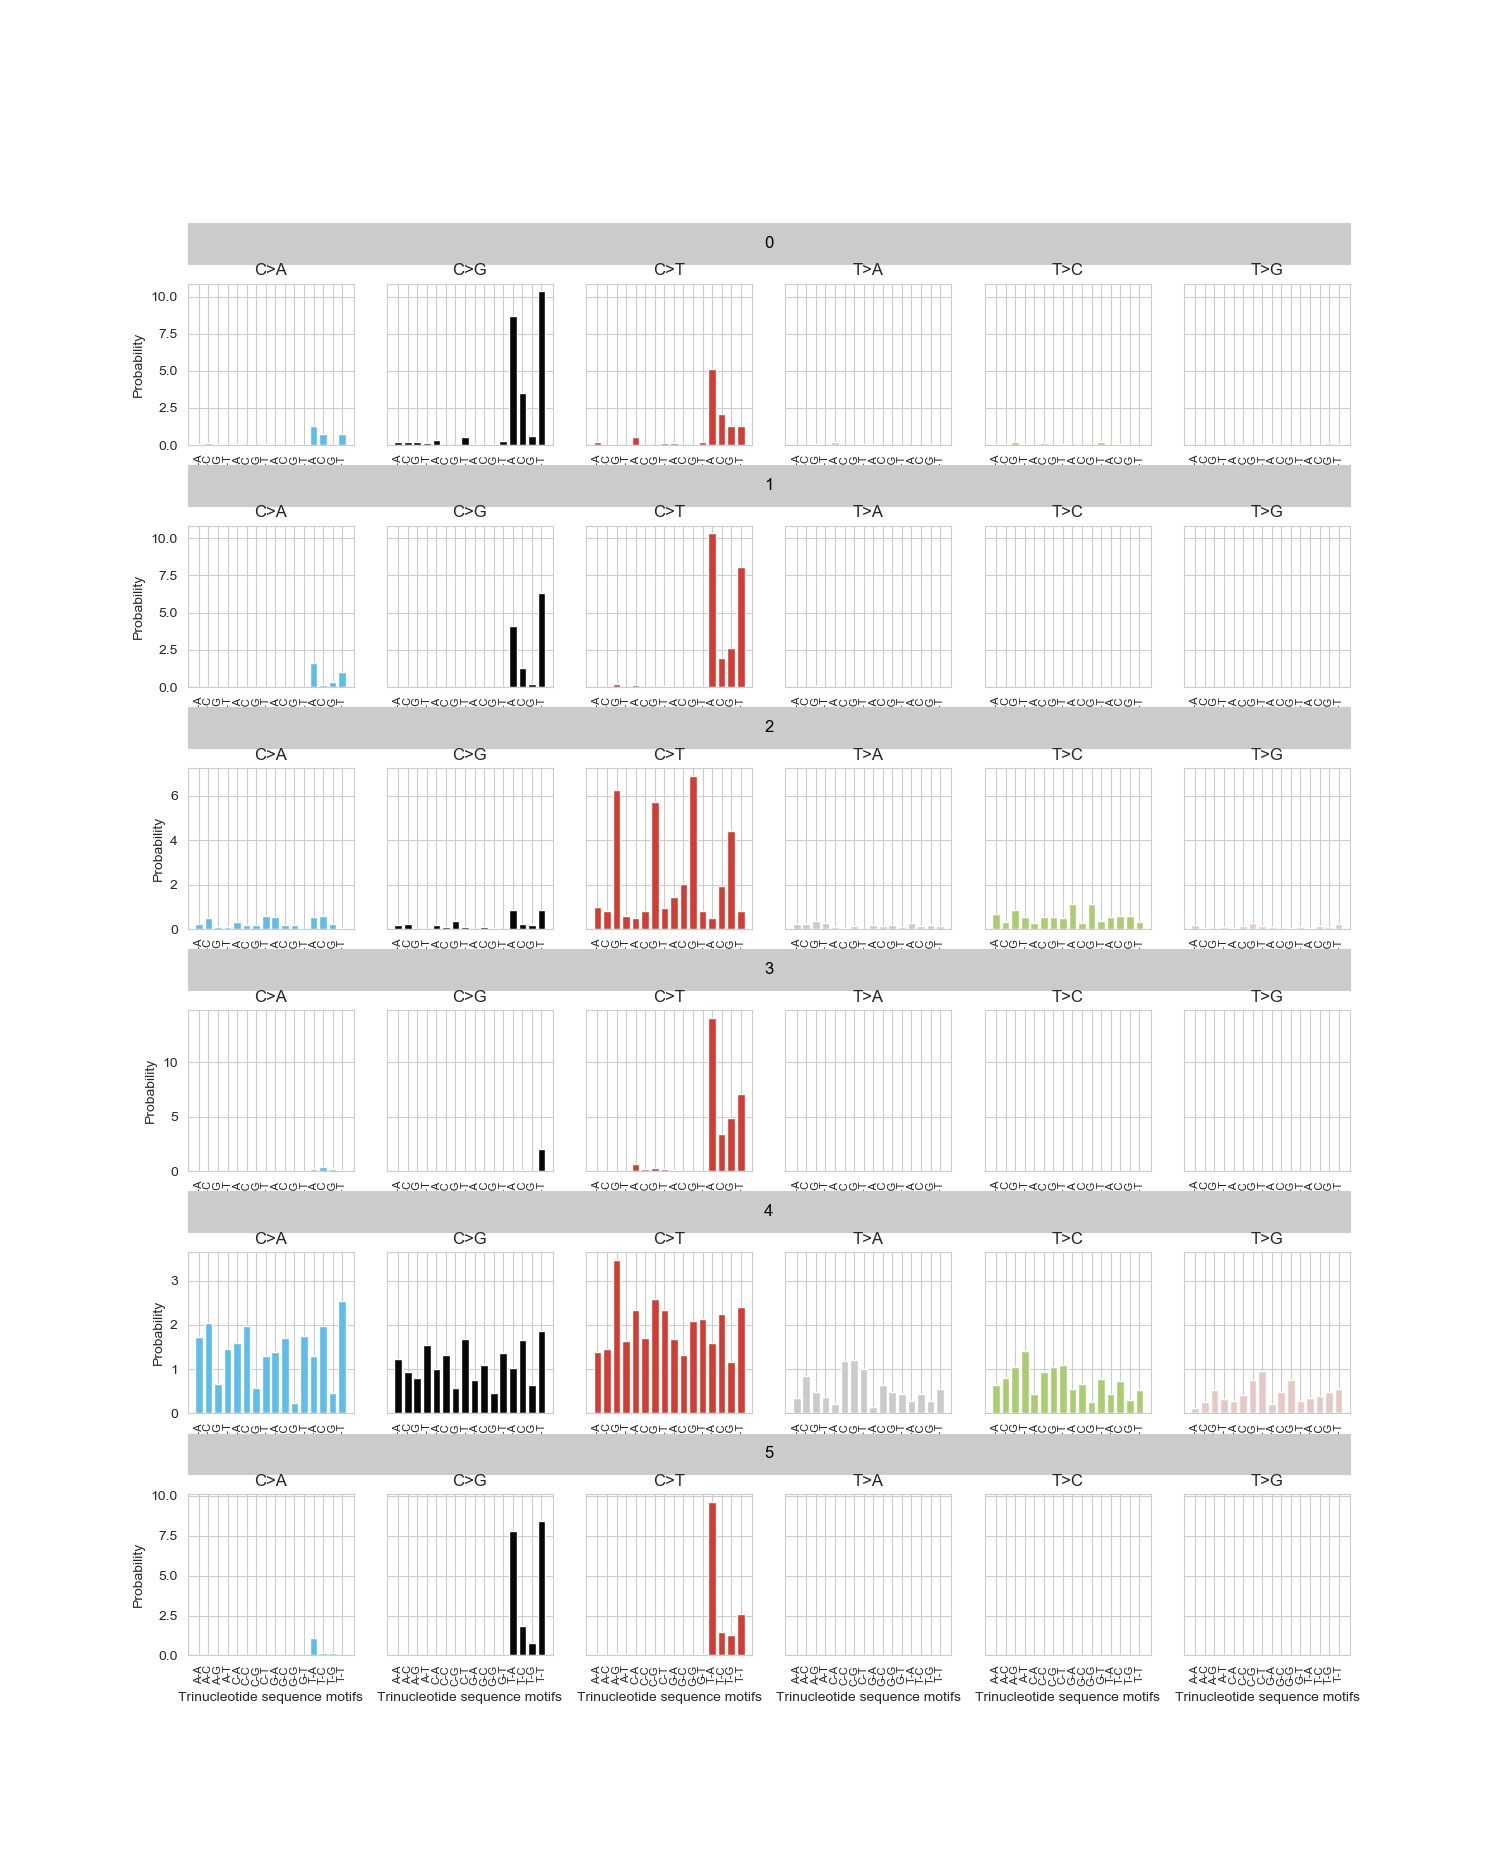 0
C>A C>G C>T T>A T>C T>G
10.0
7.5
5.0
2.5
0.0
Probability
1
C>A C>G C>T T>A T>C T>G
10.0
7.5
5.0
2.5
0.0
Probability
2
C>A C>G C>T T>A T>C T>G
6
4
2
0
Probability
3
C>A C>G C>T T>A T>C T>G
10
5
0
Probability
4
C>A C>G C>T T>A T>C T>G
3
2
1
0
Probability
5
C>A C>G C>T T>A T>C T>G
10.0
7.5
5.0
2.5
0.0
Probability
A-A A-C A-G A-T C-A C-C C-G C-T G-A G-C G-G G-T T-A T-C T-G T-T
A-A A-C A-G A-T C-A C-C C-G C-T G-A G-C G-G G-T T-A T-C T-G T-T
A-A A-C A-G A-T C-A C-C C-G C-T G-A G-C G-G G-T T-A T-C T-G T-T
A-A A-C A-G A-T C-A C-C C-G C-T G-A G-C G-G G-T T-A T-C T-G T-T
A-A A-C A-G A-T C-A C-C C-G C-T G-A G-C G-G G-T T-A T-C T-G T-T
A-A A-C A-G A-T C-A C-C C-G C-T G-A G-C G-G G-T T-A T-C T-G T-T
Trinucleotide sequence motifs Trinucleotide sequence motifs Trinucleotide sequence motifs Trinucleotide sequence motifs Trinucleotide sequence motifs Trinucleotide sequence motifs